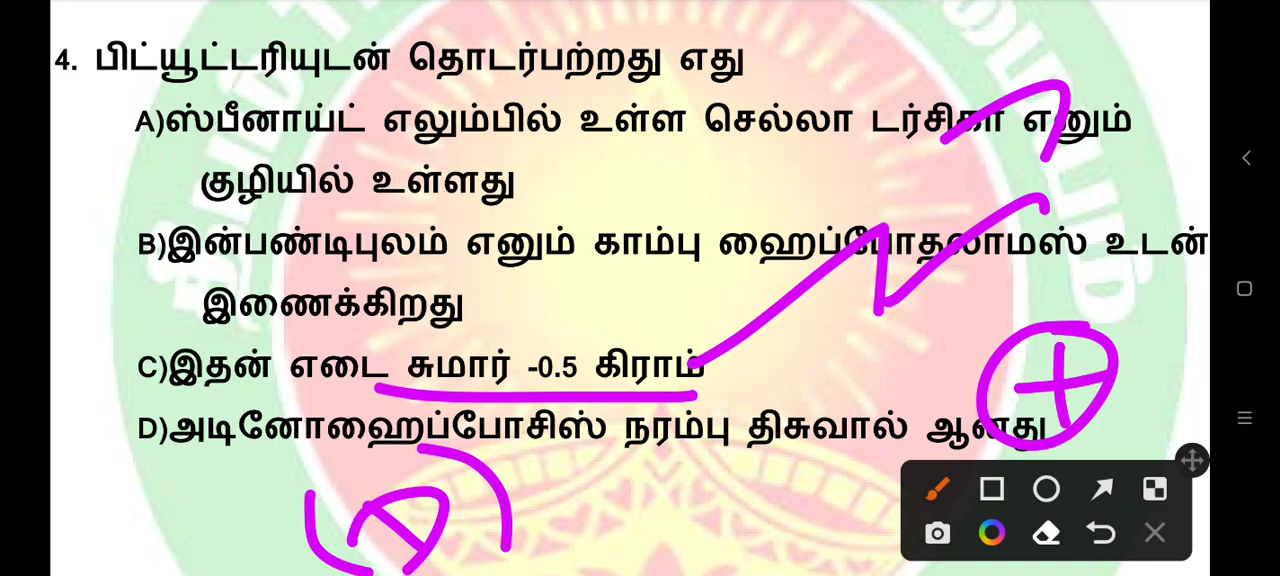 4. பிட்யூட்டரியுடன் தொடர்பற்றது எது
A)ஸ்பீனாய்ட் எலும்பில் உள்ள செல்லா டர்சிகா எனும்
குழியில் உள்ளது
B)இன்பண்டிபுலம் எனும் காம்பு ஹைப்போதலாமஸ் உடன்
இணைக்கிறது
C)இதன் எடை சுமார் -0.5 கிராம்
D)அடினோஹைப்போசிஸ் நரம்பு திசுவால் ஆனது